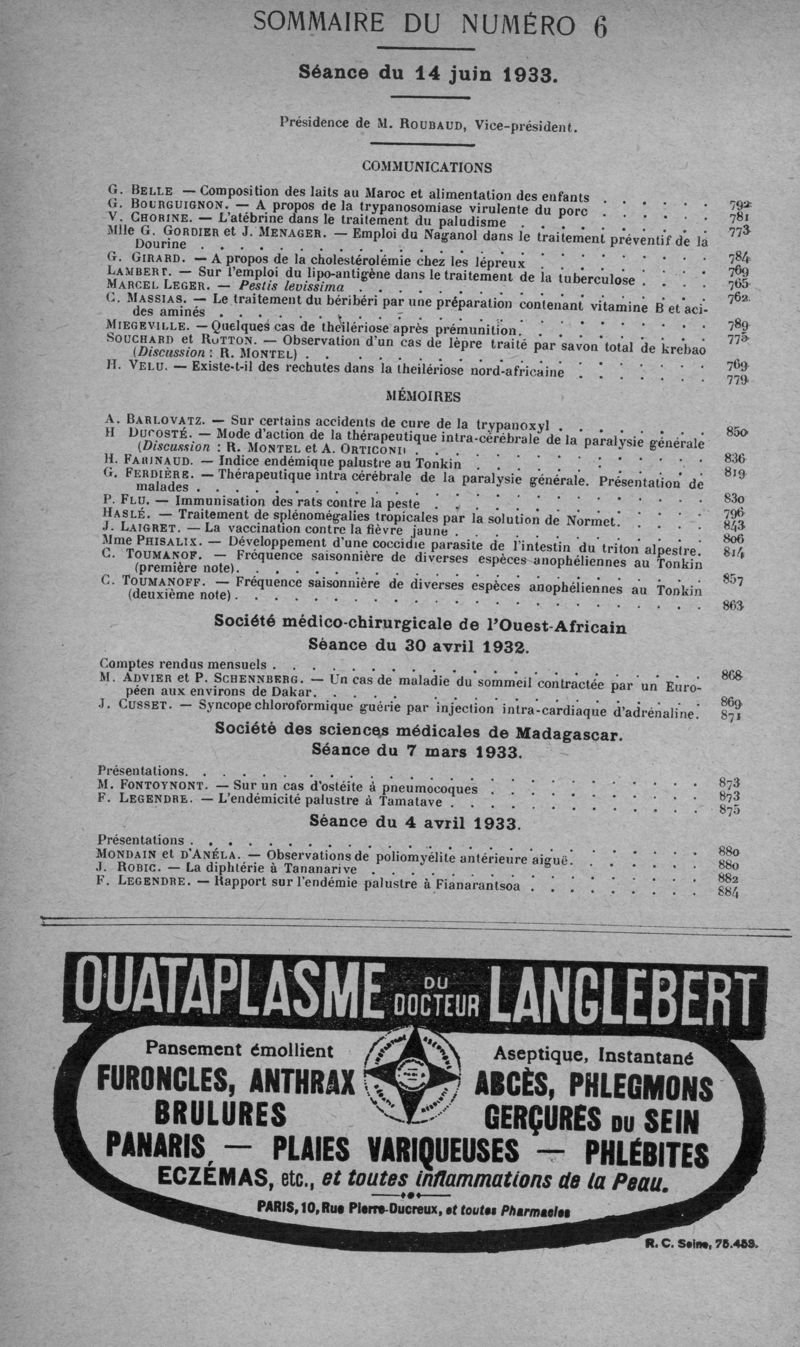 SOMMAIRE DU NUMÉRO 6
Séance du 14 juin 1933.
Présidence de M. ROUBAUD, Vice-président.
COMMUNICATIONS
G. BELLE — Composition des laits au Maroc et alimentation des enfants . . . . . . 792
G. BOURGUIGNON. — A propos de la trypanosomiase virulente du porc . . . . . . 781
V. CHORINE. — L'atébrine dans le traitement du paludisme . . . . . . 773
Mlle G. GORDIER et J. MENAGER. — Emploi du Naganol dans le traitement préventif de la
Dourine . . . . . . 784
G. GIRARD. — A propos de la cholestérolémie chez les lépreux . . . . . . 769
LAMBERT. — Sur l'emploi du lipo-antigène dans le traitement de la tuberculose . . . . 765
MARCEL LEGER. — Pestis levissima . . . . . . 762
C. MASSIAS. — Le traitement du béribéri par une préparation contenant vitamine B et aci-
des aminés . . . . . . 789
MIEGEVILLE. — Quelques cas de theilériose après prémunition. . . . . . 775
SOUCHARD et ROTTON. — Observation d'un cas de lèpre traité par savon total de krebao
(Discussion : R. MONTEL) . . . . . . 769
H. VELU. — Existe-t-il des rechutes dans la theilériose nord-africaine . . . . . . 779
MÉMOIRES
A. BARLOVATZ. — Sur certains accidents de cure de la trypanoxyl . . . . . . 850
H DUCOSTÉ. — Mode d'action de la thérapeutique intra-cérébrale de la paralysie générale
(Discussion : R. MONTEL et A. ORTICONI) . . . . . . 836
H. FARINAUD. — Indice endémique palustre au Tonkin . . . . . . 819
G. FERDIÈRE. — Thérapeutique intra cérébrale de la paralysie générale. Présentation de
malades . . . . . . 830
P. FLU. — Immunisation des rats contre la peste . . . . . . 796
HASLÉ. — Traitement de splénomégalies tropicales par la solution de Normet. . . . . . 843
J. LAIGRET. — La vaccination contre la fièvre jaune . . . . . . 806
Mme PHISALIX. — Développement d'une coccidie parasite de l'intestin du triton alpestre. 814
C. TOUMANOF. — Fréquence saisonnière de diverses espèces anophéliennes au Tonkin
(première note). . . . . . 857
C. TOUMANOFF. — Fréquence saisonnière de diverses espèces anophéliennes au Tonkin
(deuxième note). . . . . . 863
Société médico-chirurgicale de l'Ouest-Africain
Séance du 30 avril 1932.
Comptes rendus mensuels . . . . . . 868
M. ADVIER et P. SCHENNBERG. — Un cas de maladie du sommeil contractée par un Euro-
péen aux environs de Dakar. . . . . . 869
J. CUSSET. — Syncope chloroformique guérie par injection intra-cardiaque d'adrénaline. 871
Société des sciences médicales de Madagascar.
Séance du 7 mars 1933.
Présentations. . . . . . 873
M. FONTOYNONT. — Sur un cas d'ostéite à pneumocoques . . . . . . 873
F. LEGENDRE. — L'endémicité palustre à Tamatave . . . . . . 875
Séance du 4 avril 1933.
Présentations . . . . . . 880
MONDAIN et D'ANÉLA. — Observations de poliomyélite antérieure aiguë. . . . . . 880
J. ROBIC. — La diphtérie à Tananarive . . . . . . 882
F. LEGENDRE. — Rapport sur l'endémie palustre à Fianarantsoa . . . . . . 884
OUATAPLASME DU DOCTEUR LANGLEBERT
Pansement émollient Aseptique, Instantané
FURONCLES, ANTHRAX ABCÈS, PHLEGMONS
BRULURES GERÇURES DU SEIN
PANARIS, — PLAIES VARIQUEUSES — PHLÉBITES
ECZÉMAS, etc., et toutes inflammations de la Peau.
PARIS, 10, Rue Pierre-Ducreux, et toutes Pharmacies
R. C. Seine, 75.453.